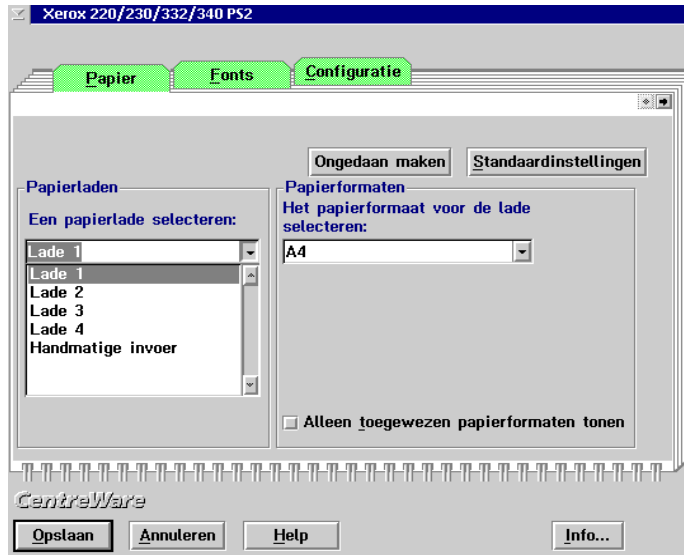 Xerox 220/230/332/340 PS2
Papier
Fonts
Configuratie
Ongedaan maken
Standaardinstellingen
Papierladen
Een papierlade selecteren:
Lade 1
Lade 1
Lade 2
Lade 3
Lade 4
Handmatige invoer
Papierformaten
Het papierformaat voor de lade
selecteren:
A4
Alleen toegewezen papierformaten tonen
CentreWare
Opslaan
Annuleren
Help
Info...